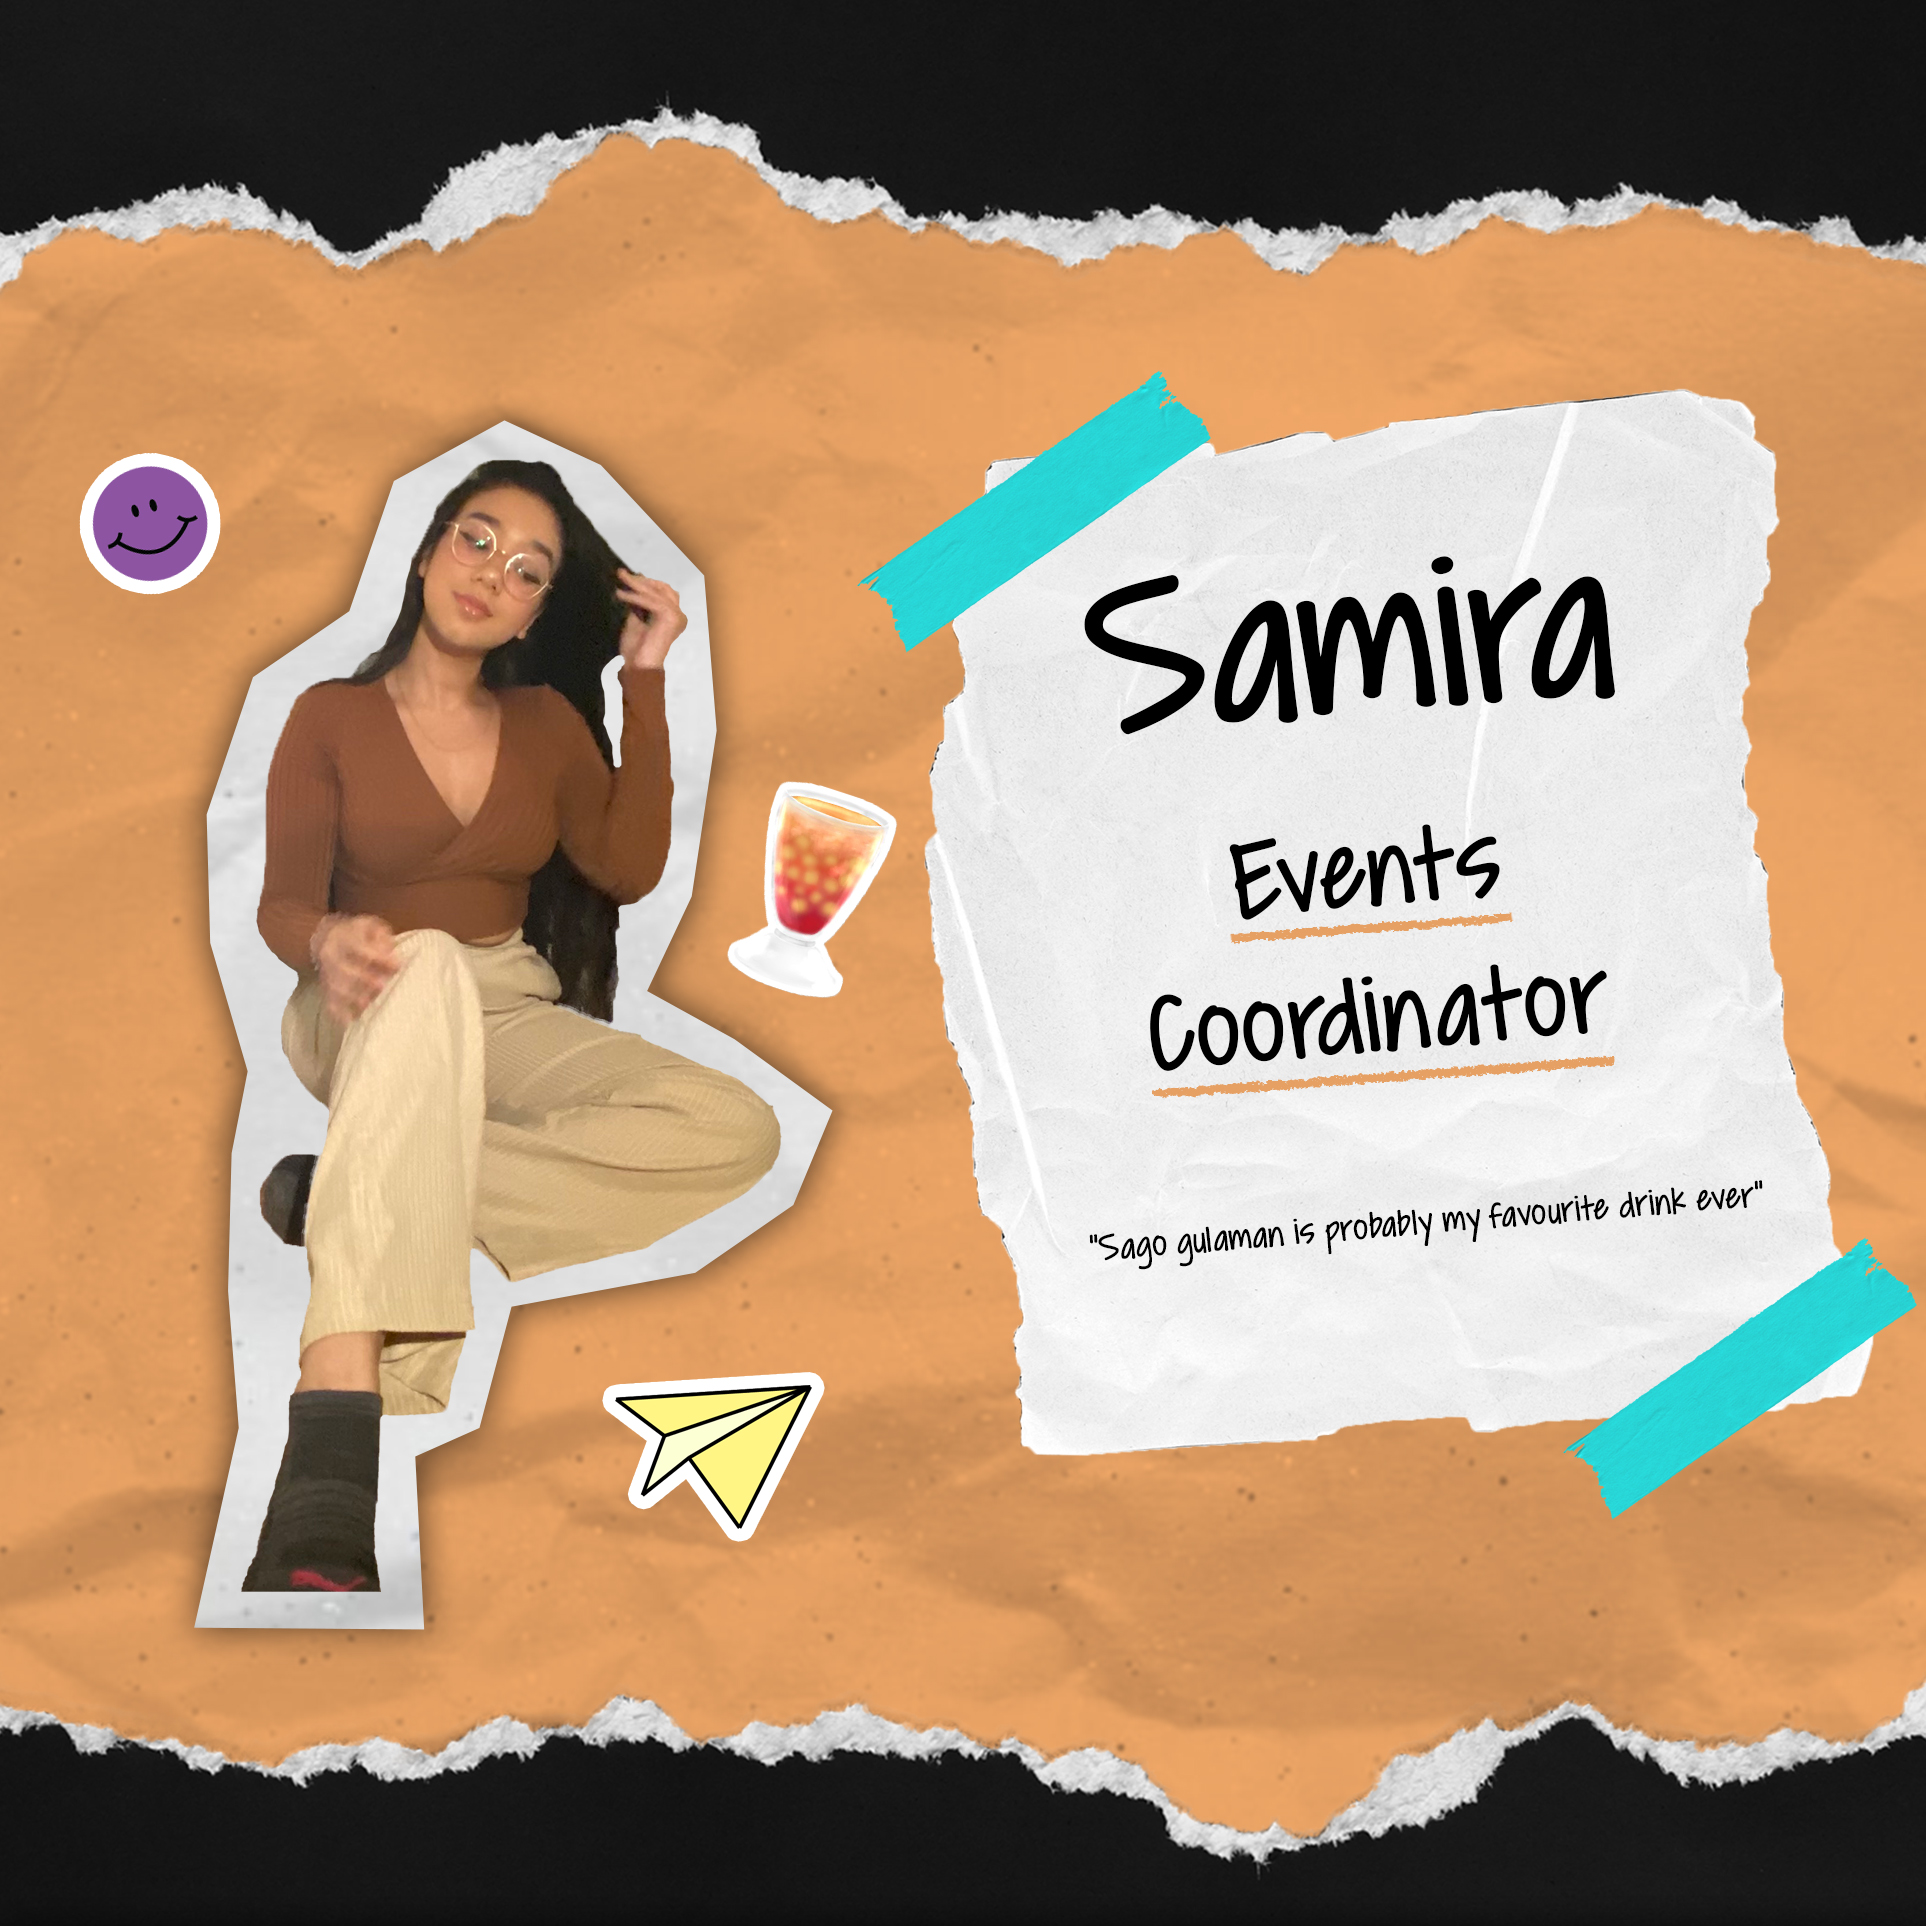 Samira
Events
Coordinator
"Sago gulaman is probably my favourite drink ever"